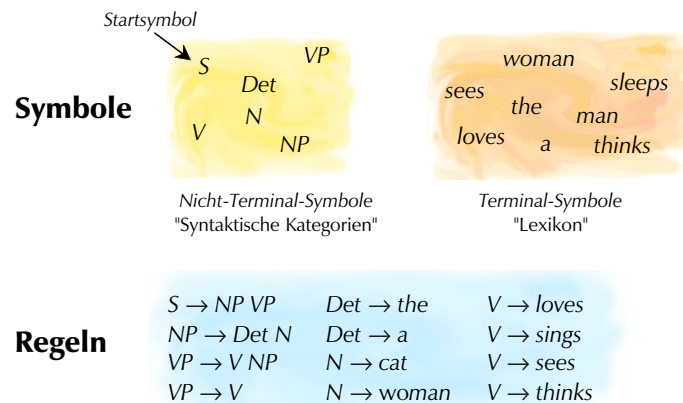 Startsymbol
Symbole
S
VP
Det
N
V
NP
woman
sees
sleeps
the
man
loves
a
thinks
Nicht-Terminal-Symbole
"Syntaktische Kategorien"
Terminal-Symbole
"Lexikon"
Regeln
S → NP VP Det → the V → loves
NP → Det N Det → a V → sings
VP → V NP N → cat V → sees
VP → V N → woman V → thinks